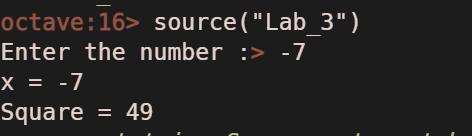 octave:16> source("Lab_3")
Enter the number :> -7
x = -7
Square = 49